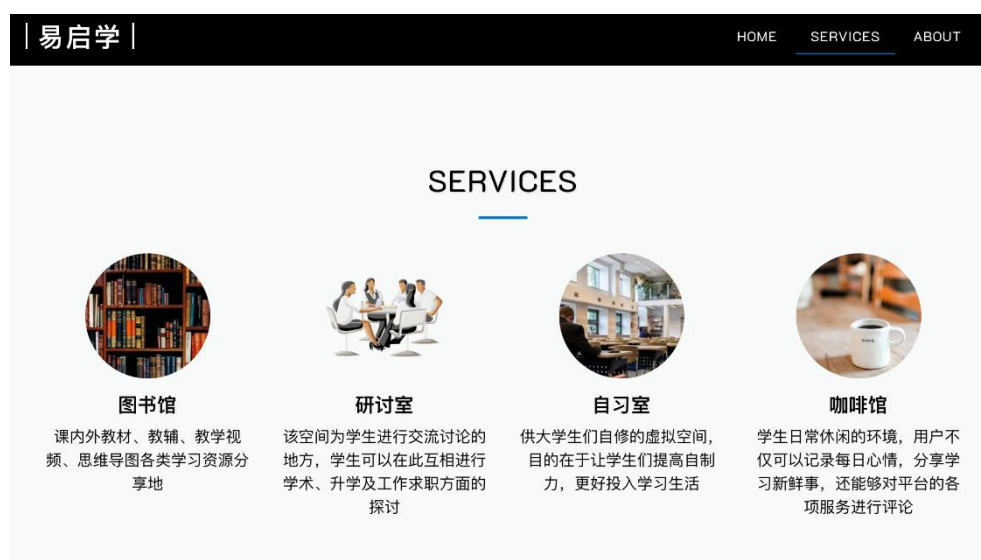 ｜易启学｜
HOME SERVICES ABOUT
SERVICES
图书馆
课内外教材、教辅、教学视
频、思维导图各类学习资源分
享地
研讨室
该空间为学生进行交流讨论的
地方，学生可以在此互相进行
学术、升学及工作求职方面的
探讨
自习室
供大学生们自修的虚拟空间，
目的在于让学生们提高自制
力，更好投入学习生活
咖啡馆
学生日常休闲的环境，用户不
仅可以记录每日心情，分享学
习新鲜事，还能够对平台的各
项服务进行评论